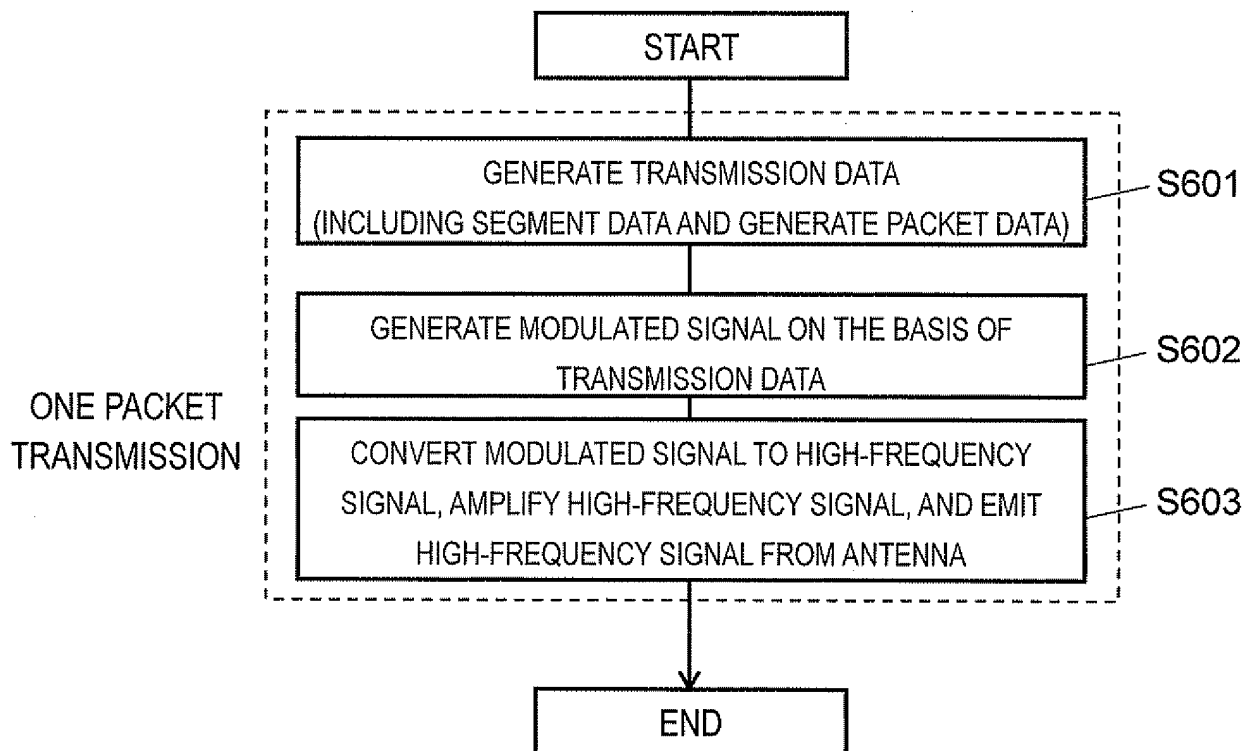 START
GENERATE TRANSMISSION DATA
(INCLUDING SEGMENT DATA AND GENERATE PACKET DATA)
S601
GENERATE MODULATED SIGNAL ON THE BASIS OF
TRANSMISSION DATA
S602
ONE PACKET
TRANSMISSION
CONVERT MODULATED SIGNAL TO HIGH-FREQUENCY
SIGNAL, AMPLIFY HIGH-FREQUENCY SIGNAL, AND EMIT
HIGH-FREQUENCY SIGNAL FROM ANTENNA
S603
END